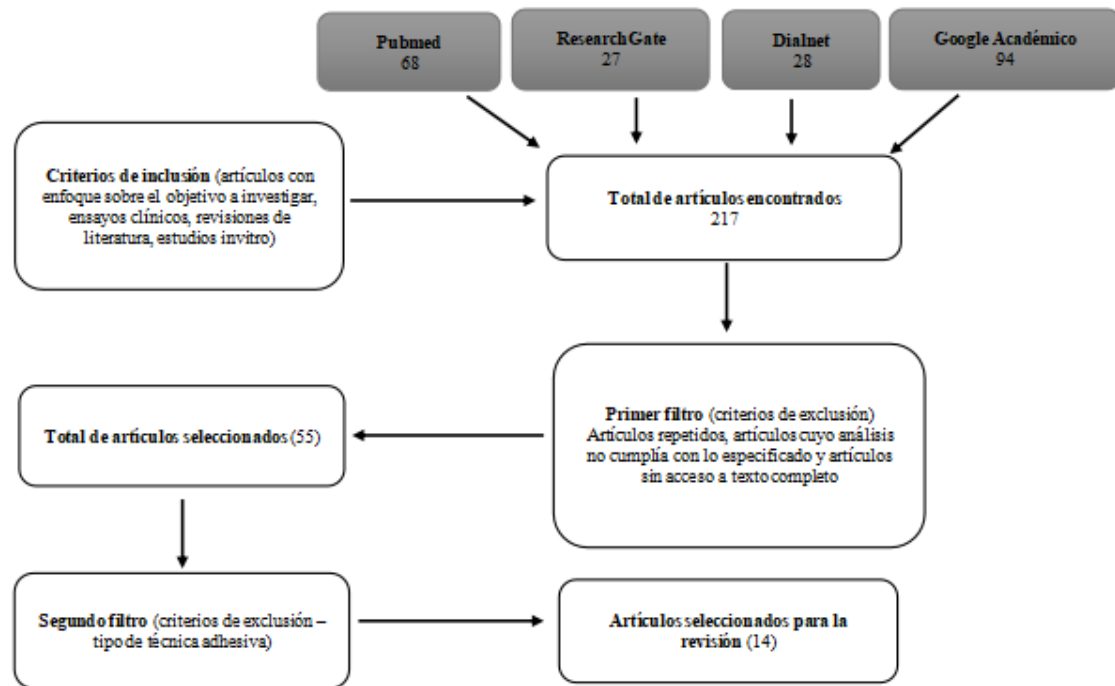 Pubmed
68
ResearchGate
27
Dialnet
28
Google Académico
94
Criterios de inclusión (artículos con
enfoque sobre el objetivo a investigar,
ensayos clínicos, revisiones de
literatura, estudios invitro)
Total de artículos encontrados
217
Primer filtro (criterios de exclusión)
Artículos repetidos, artículos cuyo análisis
no cumplía con lo especificado y artículos
sin acceso a texto completo
Total de artículos seleccionados (55)
Segundo filtro (criterios de exclusión –
tipo de técnica adhesiva)
Artículos seleccionados para la
revisión (14)